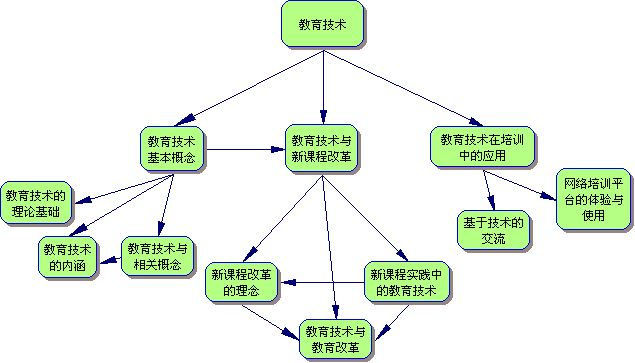 教育技术
教育技术
基本概念
教育技术与
新课程改革
教育技术在培训
中的应用
教育技术的
理论基础
网络培训平
台的体验与
使用
基于技术的
交流
教育技术
的内涵
教育技术与
相关概念
新课程改革
的理念
新课程实践中
的教育技术
教育技术与
教育改革